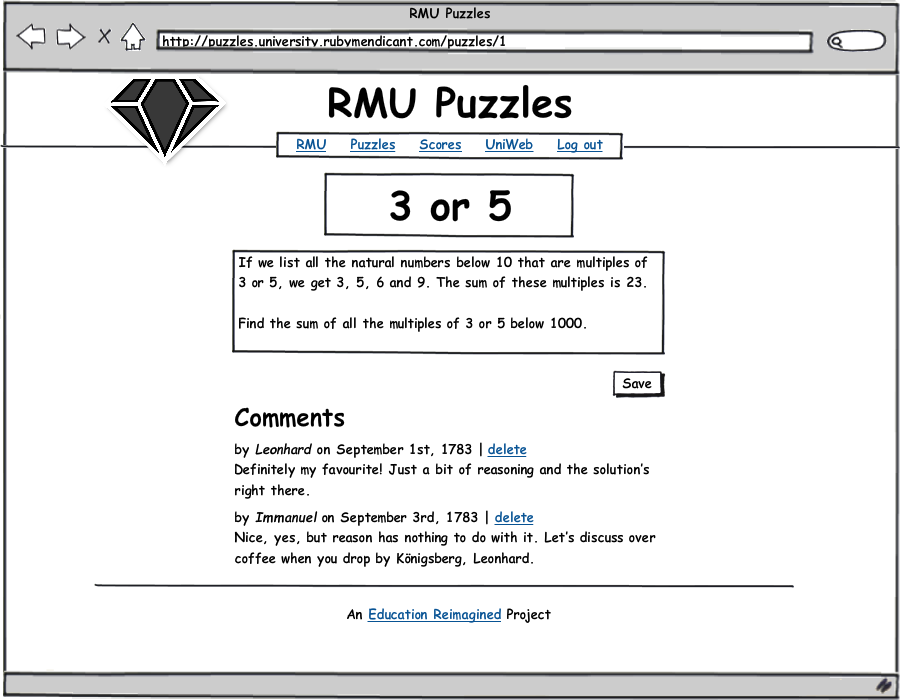 RMU Puzzles
http://puzzles.university.rubymendicant.com/puzzles/1
RMU Puzzles
RMU Puzzles Scores UniWeb Log out
3 or 5
If we list all the natural numbers below 10 that are multiples of
3 or 5, we get 3, 5, 6 and 9. The sum of these multiples is 23.
Find the sum of all the multiples of 3 or 5 below 1000.
Save
Comments
by Leonhard on September 1st, 1783 | delete
Definitely my favourite! Just a bit of reasoning and the solution's
right there.
by Immanuel on September 3rd, 1783 | delete
Nice, yes, but reason has nothing to do with it. Let's discuss over
coffee when you drop by Königsberg, Leonhard.
An Education Reimagined Project